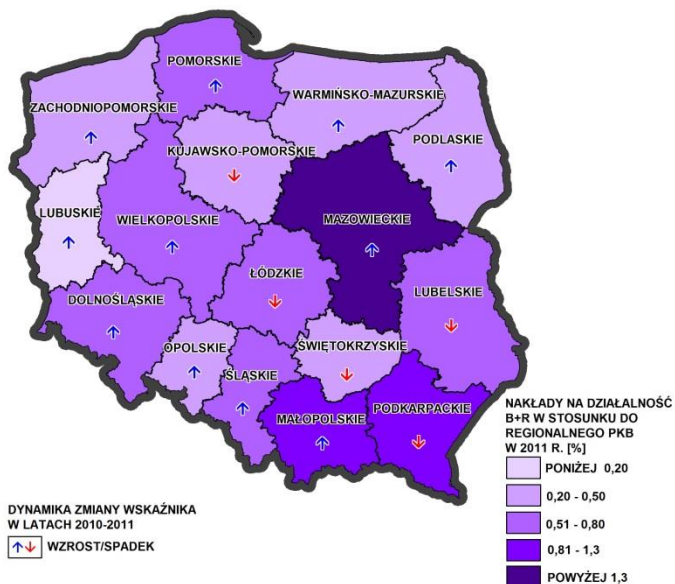 POMORSKIE
WARMIŃSKO-MAZURSKIE
ZACHODNIOPOMORSKIE
PODLASKIE
KUJAWSKO-POMORSKIE
LUBUSKIE
WIELKOPOLSKIE
MAZOWIECKIE
ŁÓDZKIE
LUBELSKIE
DOLNOŚLĄSKIE
OPOLSKIE
ŚWIĘTOKRZYSKIE
ŚLĄSKIE
MAŁOPOLSKIE
PODKARPACKIE
NAKŁADY NA DZIAŁALNOŚĆ
B+R W STOSUNKU DO
REGIONALNEGO PKB
W 2011 R. [%]
PONIŻEJ 0,20
0,20 - 0,50
0,51 - 0,80
0,81 - 1,3
POWYŻEJ 1,3
DYNAMIKA ZMIANY WSKAŹNIKA
W LATACH 2010-2011
WZROST/SPADEK